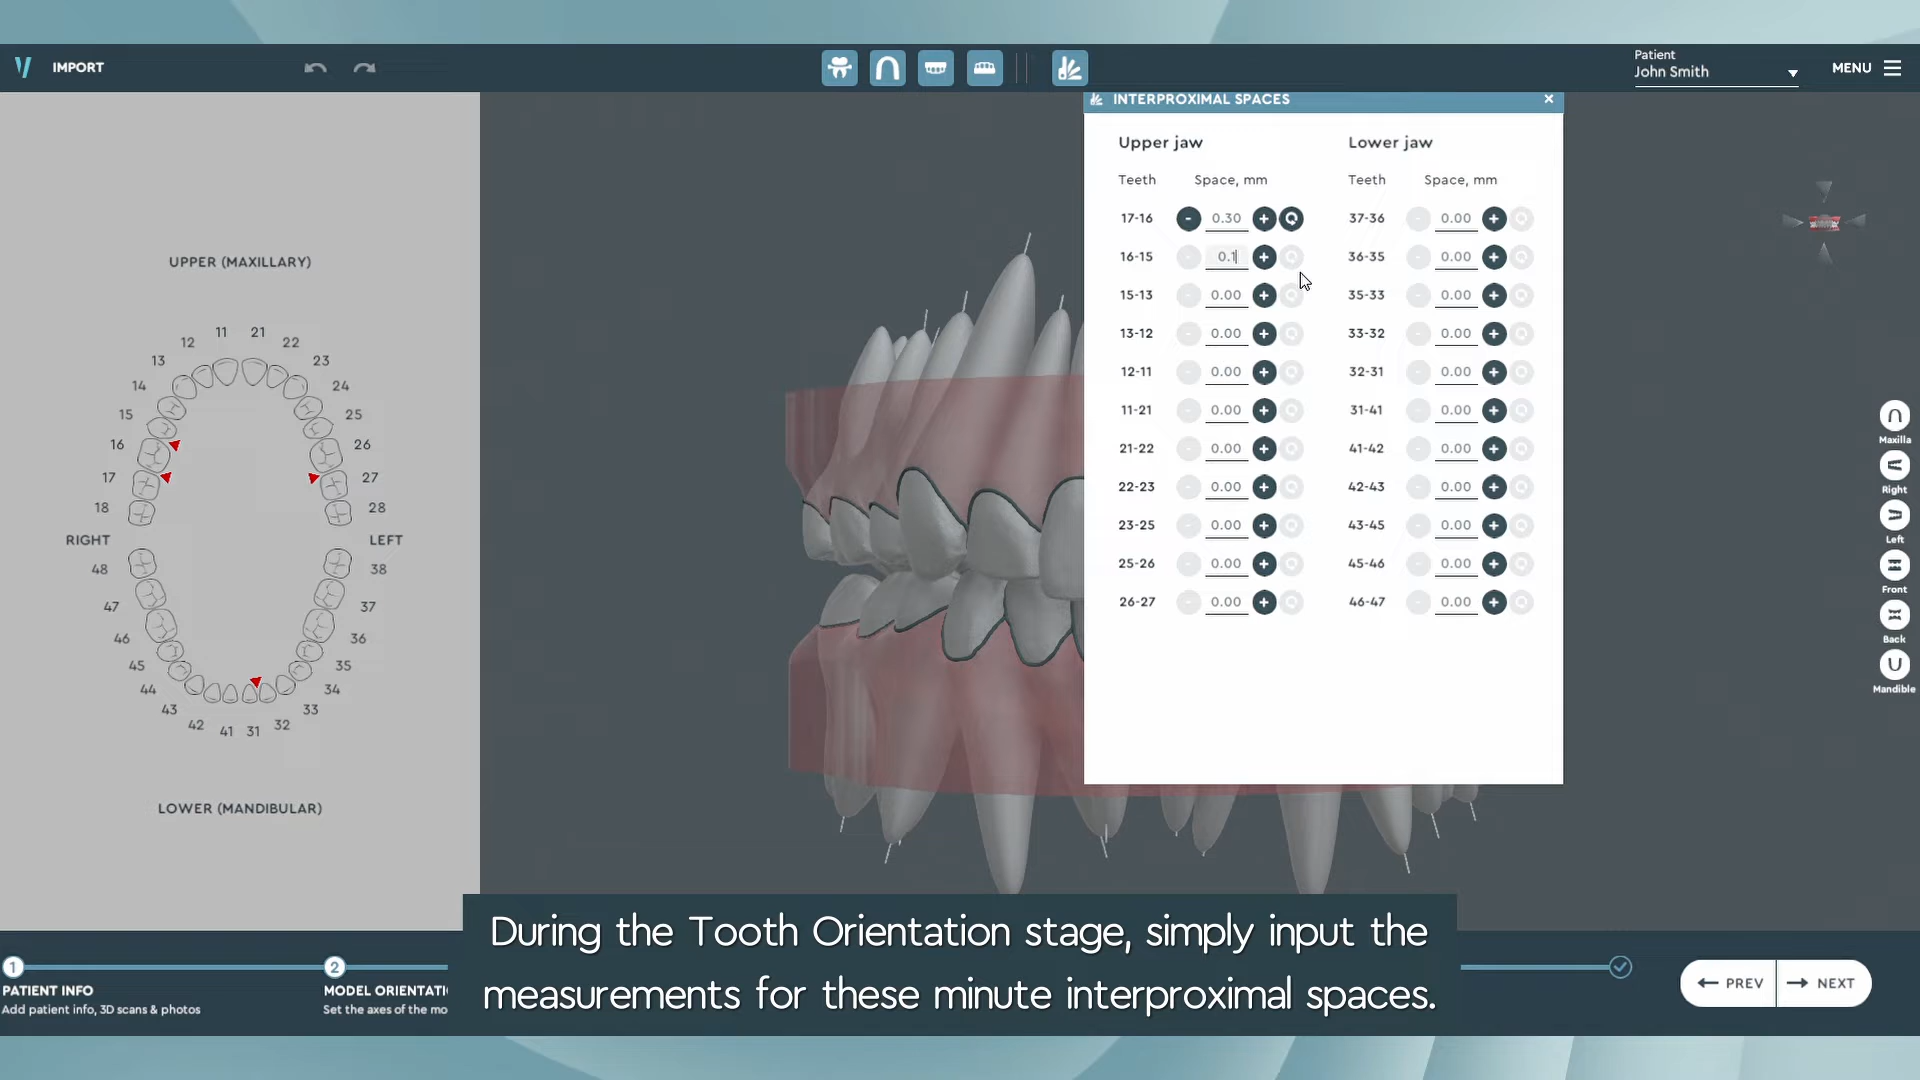 IMPORT
Patient
John Smith
MENU
INTERPROXIMAL SPACES
Upper jaw
Lower jaw
Teeth Space, mm Teeth Space, mm
17-16 - 0.30 + 37-36 - 0.00 +
16-15 - 0.1 + 36-35 - 0.00 +
15-13 - 0.00 + 35-33 - 0.00 +
13-12 - 0.00 + 33-32 - 0.00 +
12-11 - 0.00 + 32-31 - 0.00 +
11-21 - 0.00 + 31-41 - 0.00 +
21-22 - 0.00 + 41-42 - 0.00 +
22-23 - 0.00 + 42-43 - 0.00 +
23-25 - 0.00 + 43-45 - 0.00 +
25-26 - 0.00 + 45-46 - 0.00 +
26-27 - 0.00 + 46-47 - 0.00 +
UPPER (MAXILLARY)
11 21
12 22
13 23
14 24
15 25
16 26
17 27
18 28
RIGHT LEFT
48 38
47 37
46 36
45 35
44 34
43 33
42 41 31 32
LOWER (MANDIBULAR)
Maxilla
Right
Left
Front
Back
Mandible
During the Tooth Orientation stage, simply input the
measurements for these minute interproximal spaces.
1
PATIENT INFO
Add patient info, 3D scans & photos
2
MODEL ORIENTATI
Set the axes of the mo
PREV
NEXT